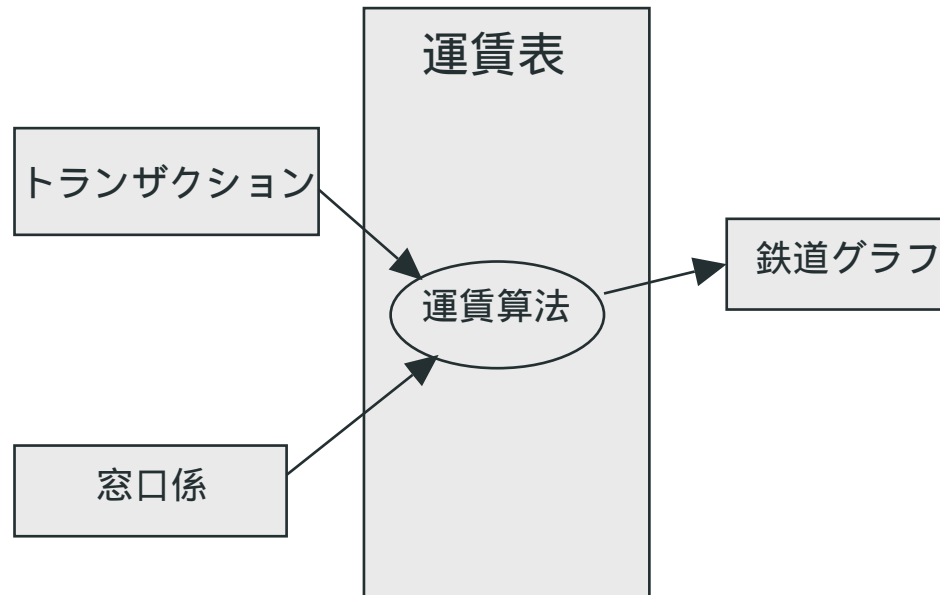 運賃表
トランザクション
運賃算法
鉄道グラフ
窓口係